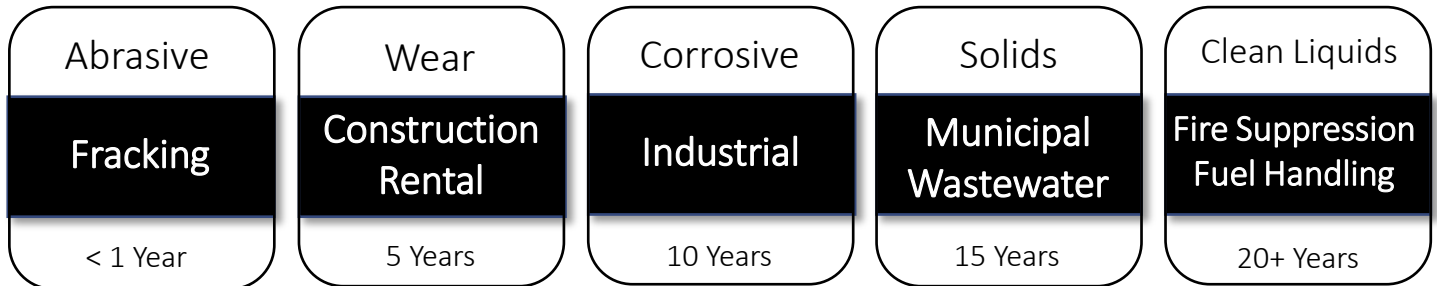 Abrasive
Fracking
< 1 Year
Wear
Construction
Rental
5 Years
Corrosive
Industrial
10 Years
Solids
Municipal
Wastewater
15 Years
Clean Liquids
Fire Suppression
Fuel Handling
20+ Years